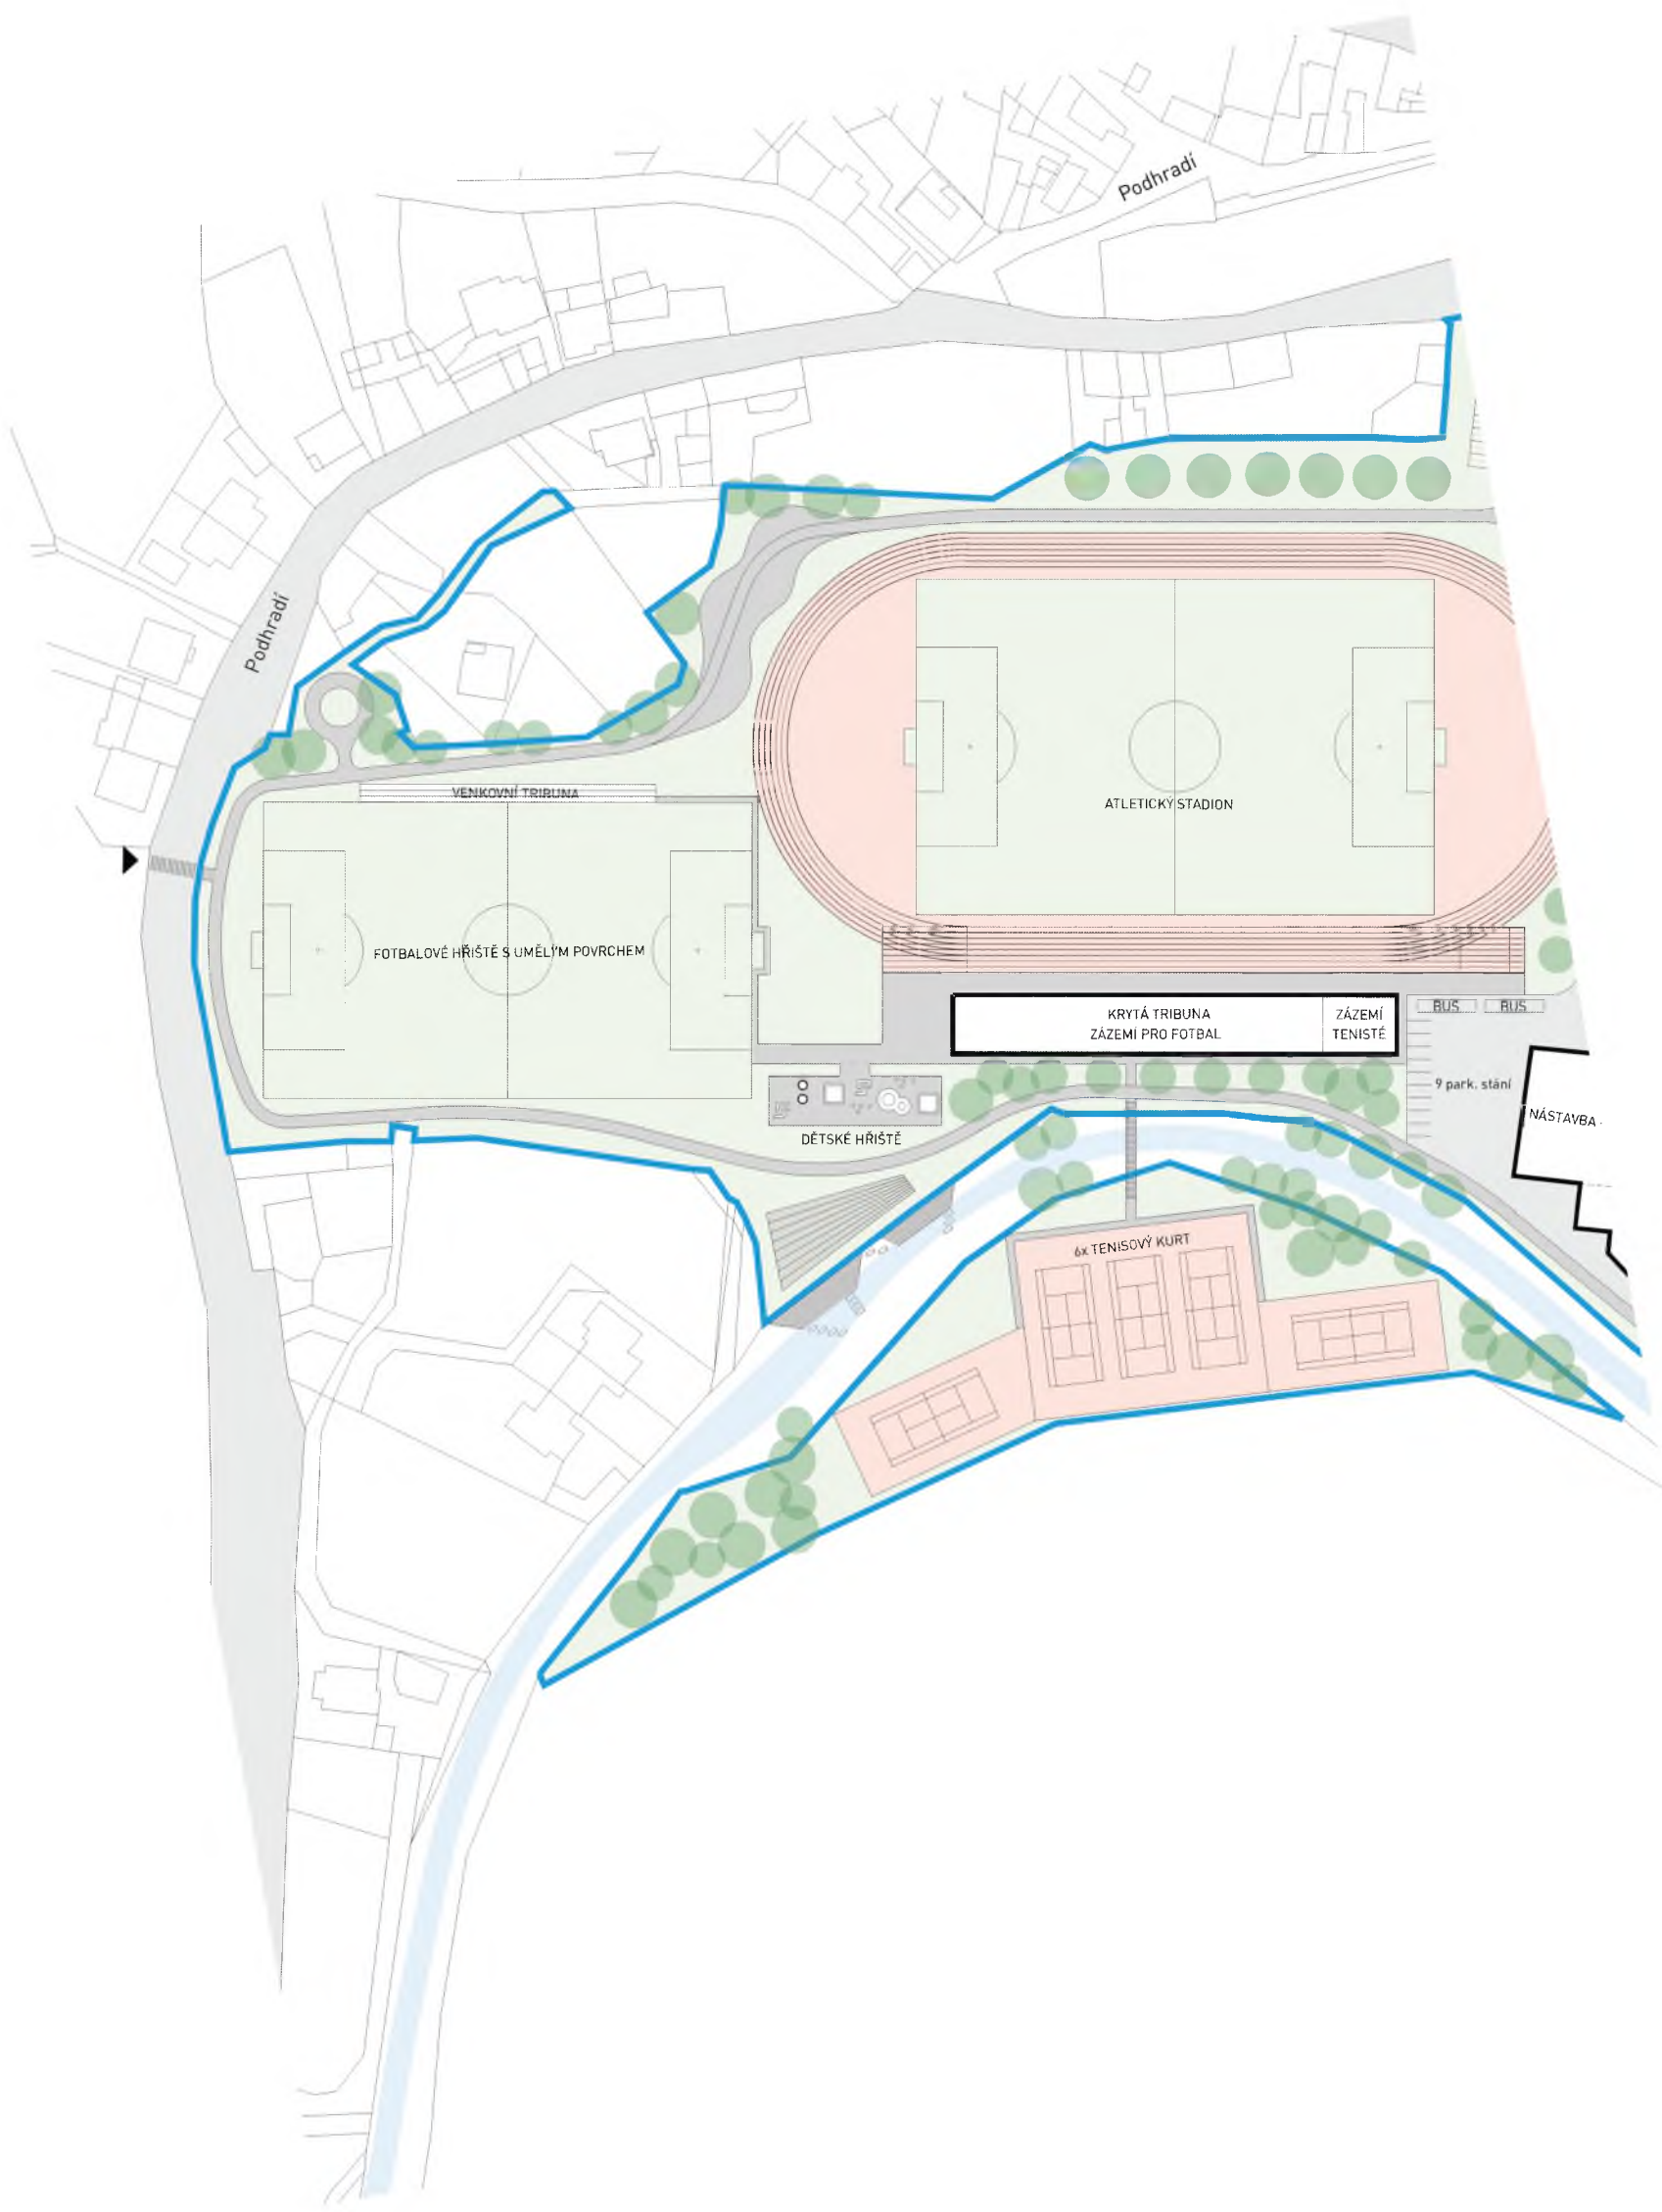 Podhradí
Podhradí
VENKOVNÍ TRIBUNA
ATLETICKÝ STADION
FOTBALOVÉ HŘIŠTĚ S UMĚLÝM POVRCHEM
KRYTÁ TRIBUNA
ZÁZEMÍ PRO FOTBAL
ZÁZEMÍ
TENISTÉ
BUS
BUS
9 park. stání
NÁSTAVBA
DĚTSKÉ HŘIŠTĚ
6x TENISOVÝ KURT